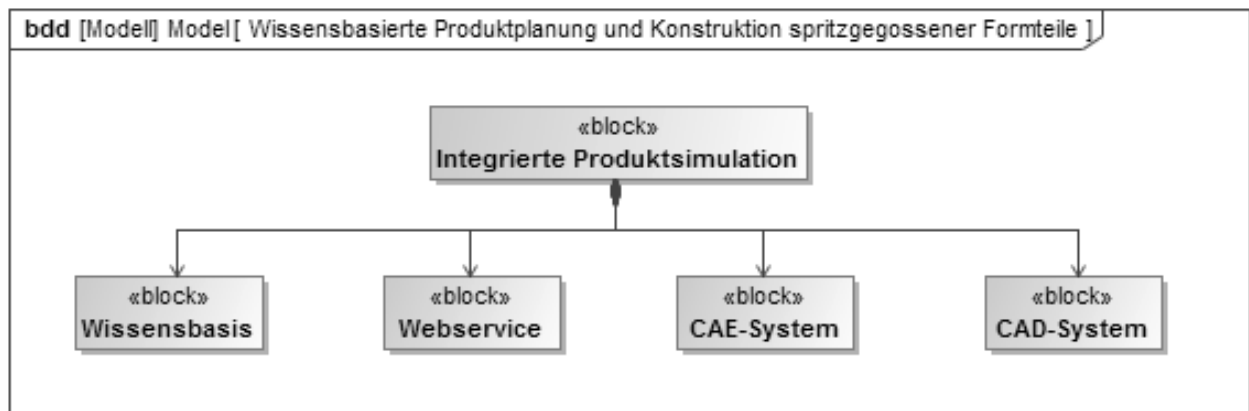 bdd [Modell] Model[ Wissensbasierte Produktplanung und Konstruktion spritzgegossener Formteile ]
«block»
Integrierte Produktsimulation
«block»
Wissensbasis
«block»
Webservice
«block»
CAE-System
«block»
CAD-System